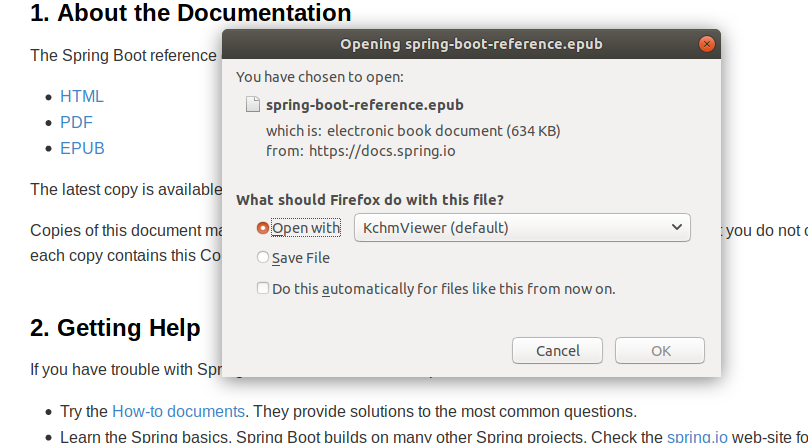 1. About the Documentation
The Spring Boot reference
HTML
PDF
EPUB
The latest copy is available
Copies of this document ma
t you do not c
each copy contains this Co
2. Getting Help
If you have trouble with Spr
Try the How-to documents. They provide solutions to the most common questions.
Learn the Spring basics. Spring Boot builds on many other Spring projects. Check the spring.io web-site fo
Opening spring-boot-reference.epub
You have chosen to open:
spring-boot-reference.epub
which is: electronic book document (634 KB)
from: https://docs.spring.io
What should Firefox do with this file?
Open with KchmViewer (default)
Save File
Do this automatically for files like this from now on.
Cancel OK